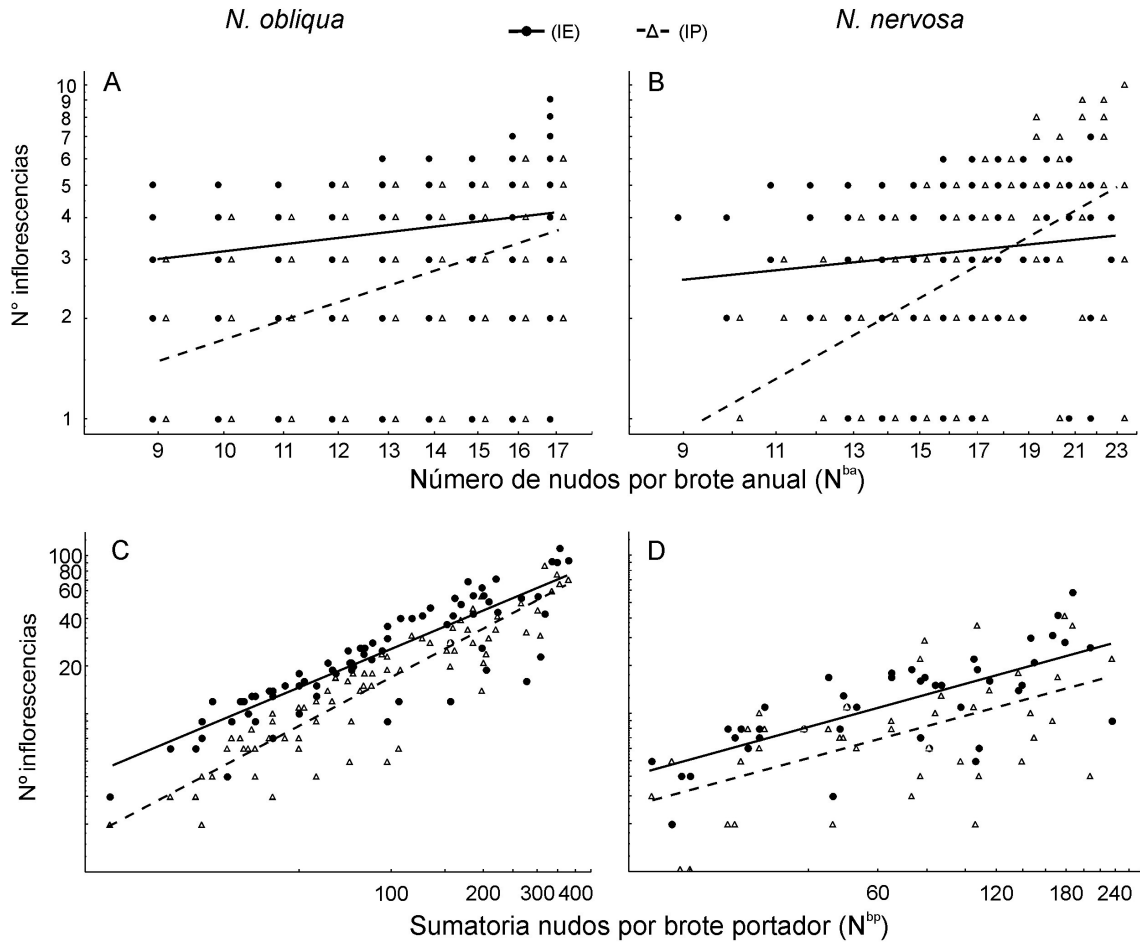 N. obliqua
N. nervosa
(IE)
(IP)
A
B
N° inflorescencias
10
9
8
7
6
5
4
3
2
1
9 10 11 12 13 14 15 16 17
9 11 13 15 17 19 21 23
Número de nudos por brote anual (N^ba)
C
D
Nº inflorescencias
100
80
60
40
20
100 200 300 400
60 120 180 240
Sumatoria nudos por brote portador (N^bp)